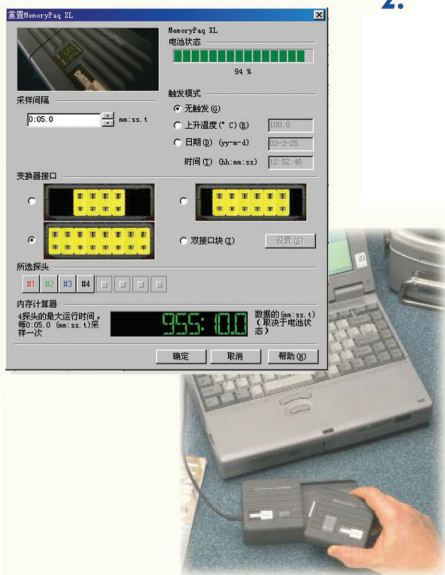 2.
重置MemoryPaq XL
MemoryPaq XL
电池状态
94 %
采样间隔
0:05.0 mm:ss.t
触发模式
无触发(G)
上升温度(° C)(R) 100.0
日期(D) (yy-m-d) 03-3-25
时间(T) (hh:mm:ss) 12:52:46
变换器接口
双接口块(I) 设置(S)
所选探头
#1 #2 #3 #4
内存计算器
4探头的最大运行时间,
每0:05.0 (mm:ss.t)采
样一次
955:10.0
数据的(mm:ss.t)
(取决于电池状
态)
确定 取消 帮助(H)